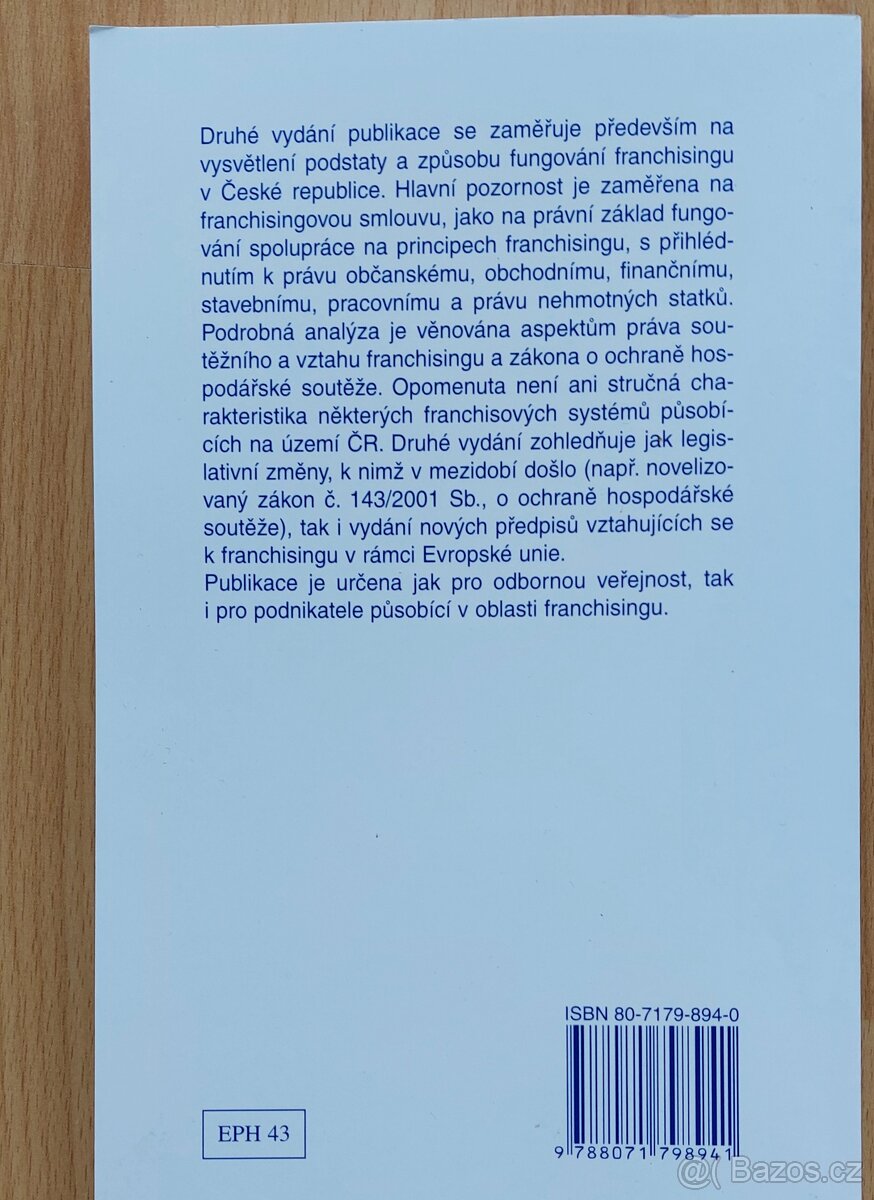 Druhé vydání publikace se zaměřuje především na
vysvětlení podstaty a způsobu fungování franchisingu
v České republice. Hlavní pozornost je zaměřena na
franchisingovou smlouvu, jako na právní základ fungo-
vání spolupráce na principech franchisingu, s přihléd-
nutím k právu občanskému, obchodnímu, finančnímu,
stavebnímu, pracovnímu a právu nehmotných statků.
Podrobná analýza je věnována aspektům práva sou-
těžního a vztahu franchisingu a zákona o ochraně hos-
podářské soutěže. Opomenuta není ani stručná cha-
rakteristika některých franchisových systémů působí-
cích na území ČR. Druhé vydání zohledňuje jak legis-
lativní změny, k nimž v mezidobí došlo (např. novelizo-
vaný zákon č. 143/2001 Sb., o ochraně hospodářské
soutěže), tak i vydání nových předpisů vztahujících se
k franchisingu v rámci Evropské unie.
Publikace je určena jak pro odbornou veřejnost, tak
i pro podnikatele působící v oblasti franchisingu.
ISBN 80-7179-894-0
EPH 43
9 788071 798941
@( Bazos.cz